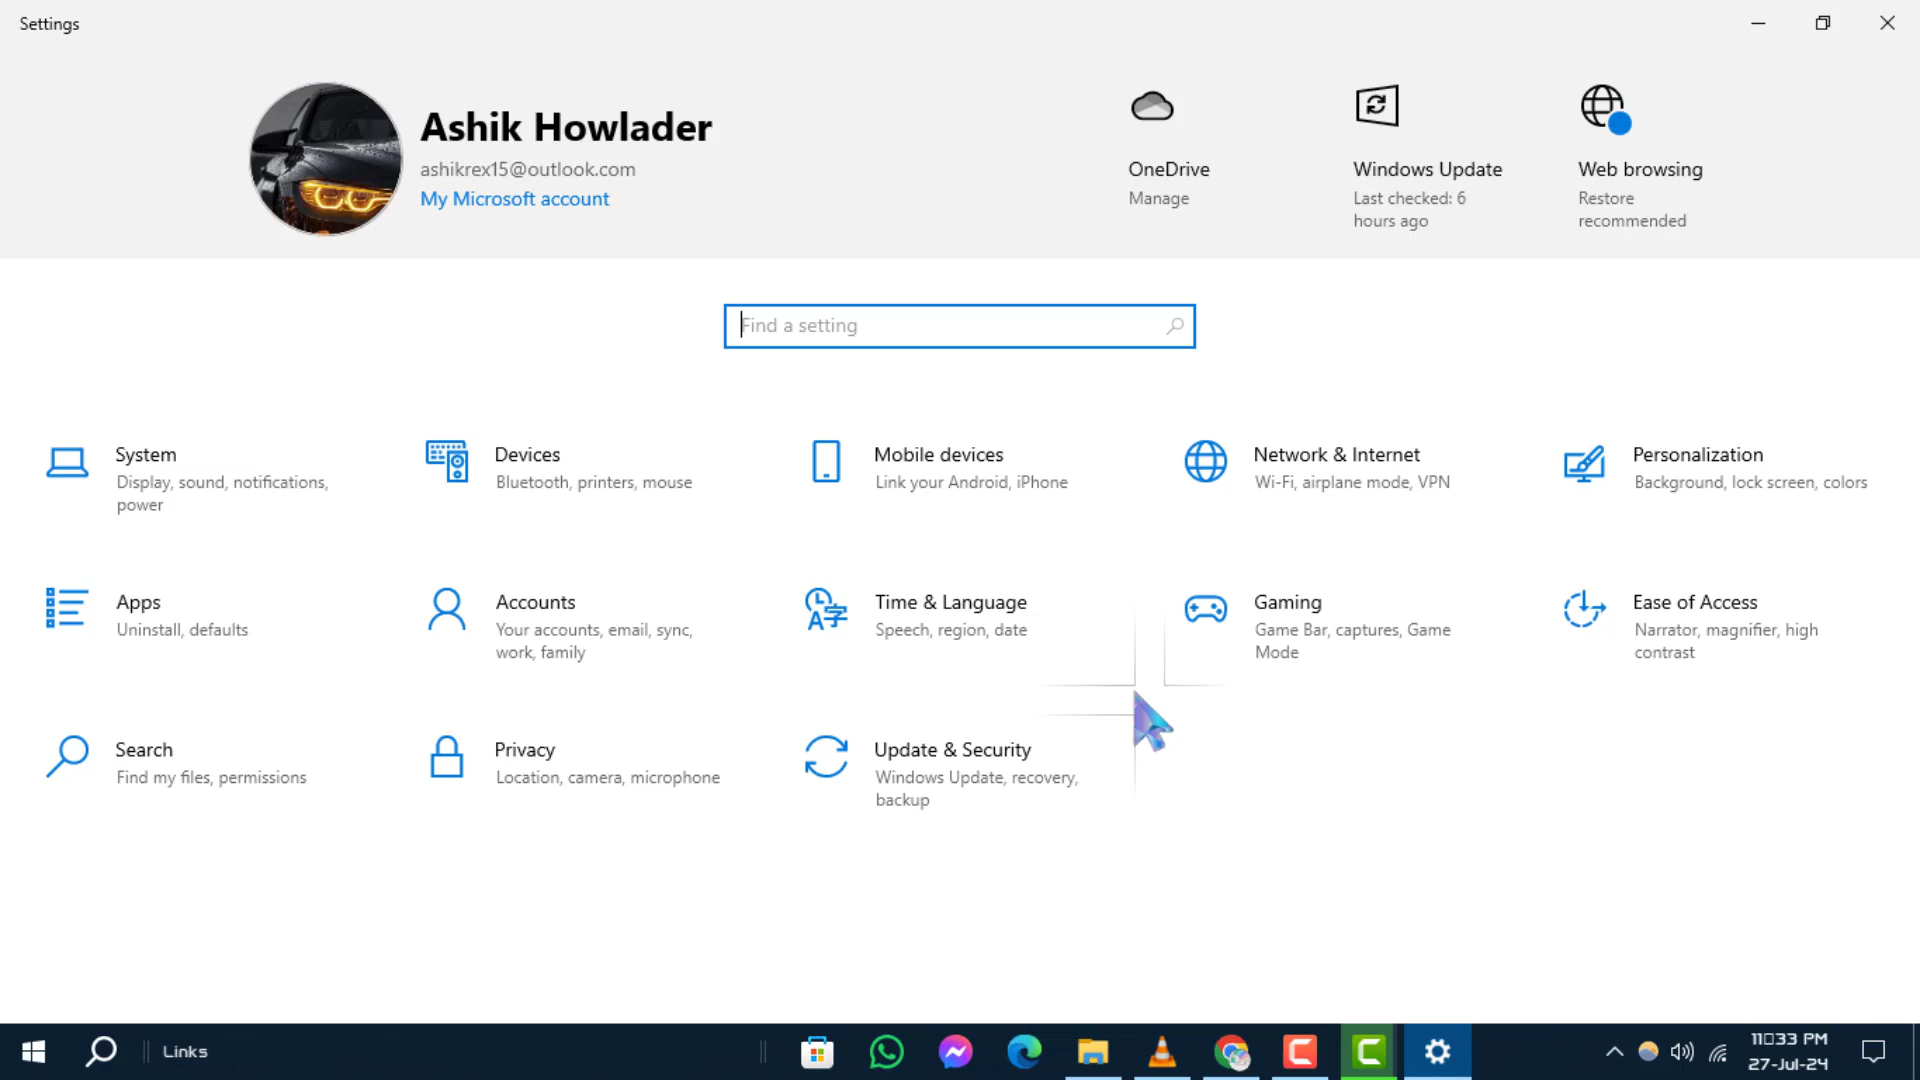 Settings
Ashik Howlader
ashikrex15@outlook.com
My Microsoft account
OneDrive
Manage
Windows Update
Last checked: 6
hours ago
Web browsing
Restore
recommended
Find a setting
System
Display, sound, notifications,
power
Devices
Bluetooth, printers, mouse
Mobile devices
Link your Android, iPhone
Network & Internet
Wi-Fi, airplane mode, VPN
Personalization
Background, lock screen, colors
Apps
Uninstall, defaults
Accounts
Your accounts, email, sync,
work, family
Time & Language
Speech, region, date
Gaming
Game Bar, captures, Game
Mode
Ease of Access
Narrator, magnifier, high
contrast
Search
Find my files, permissions
Privacy
Location, camera, microphone
Update & Security
Windows Update, recovery,
backup
Links
11□33 PM
27-Jul-24